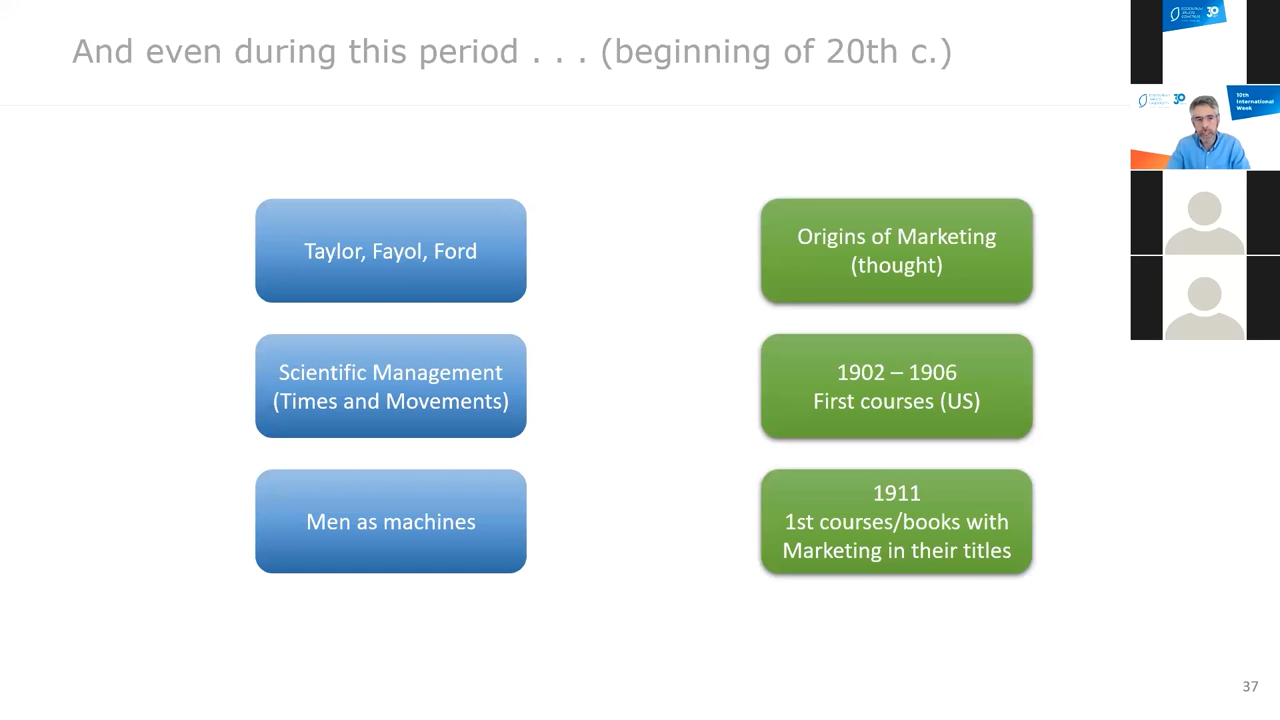 And even during this period . . . (beginning of 20th c.)
Taylor, Fayol, Ford
Scientific Management
(Times and Movements)
Men as machines
Origins of Marketing
(thought)
1902 – 1906
First courses (US)
1911
1st courses/books with
Marketing in their titles
30
30
10th
International
Week
37